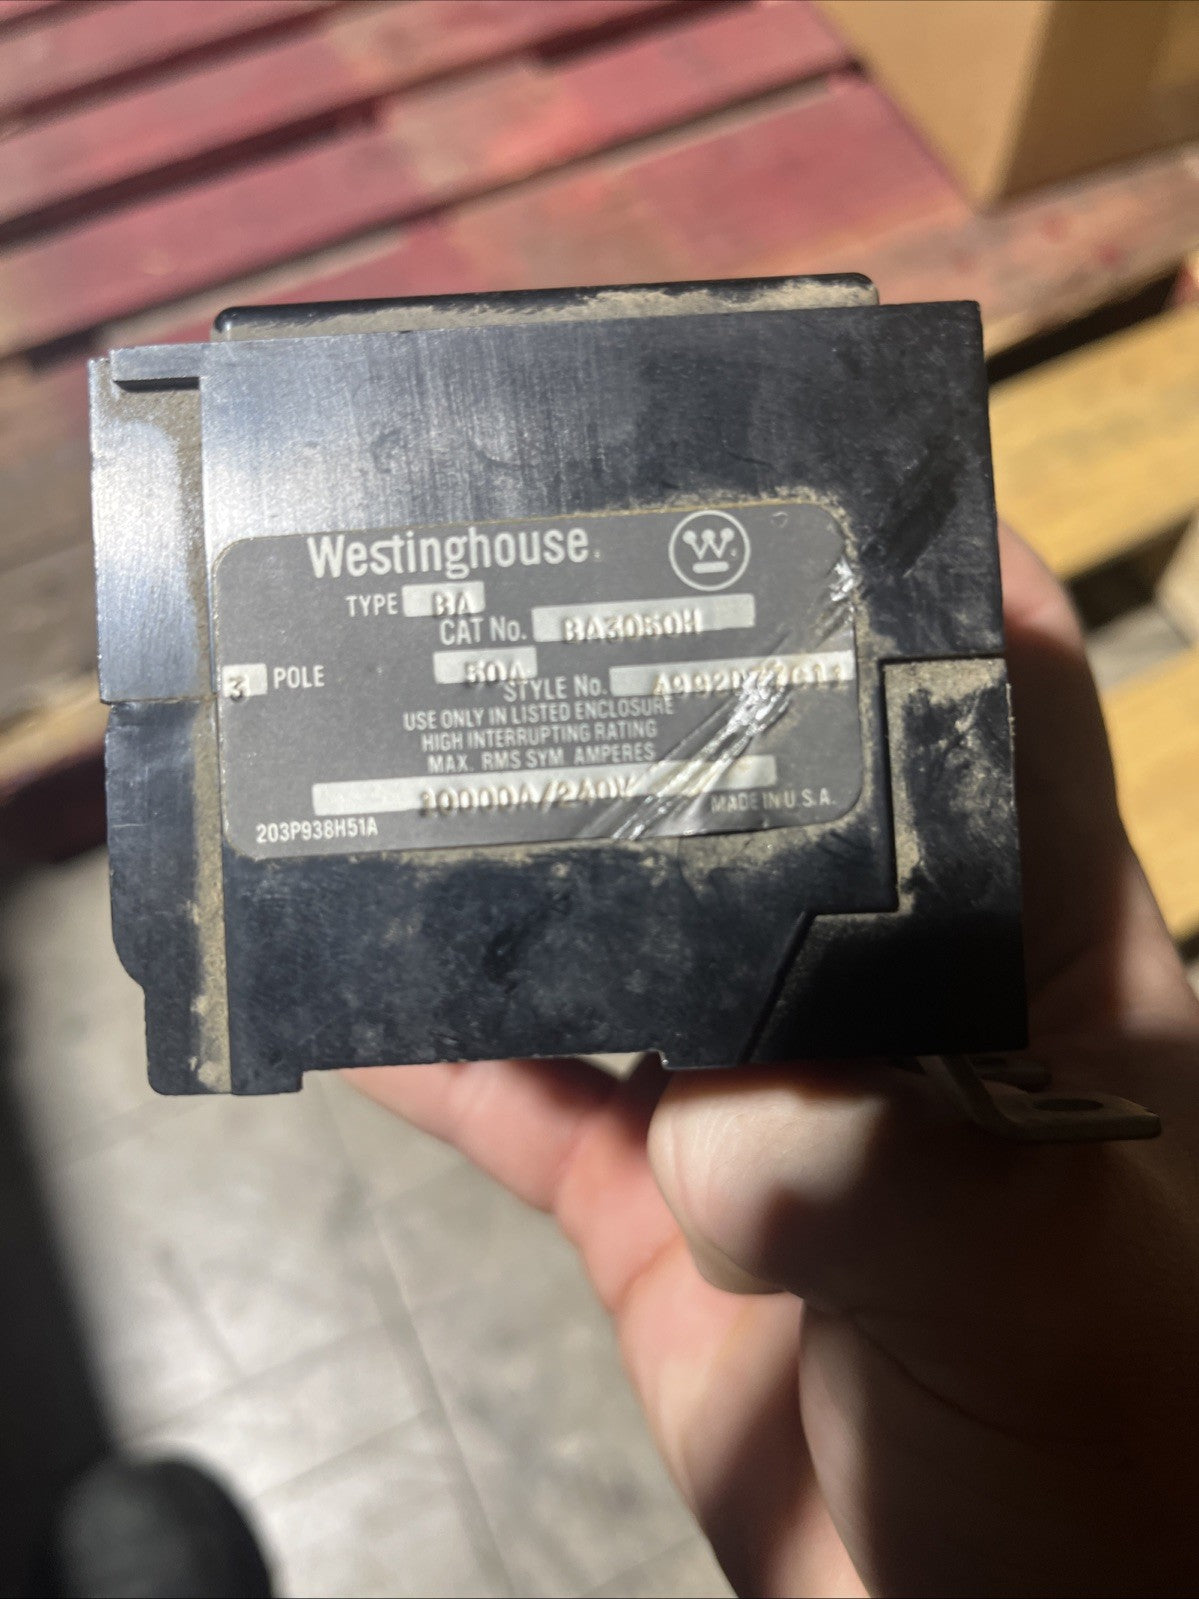 Westinghouse
W
TYPE BA
CAT No. BA3050H
3 POLE 50A
STYLE No.
USE ONLY IN LISTED ENCLOSURE
HIGH INTERRUPTING RATING
MAX. RMS SYM. AMPERES
10000A/240V
MADE IN U.S.A.
203P938H51A